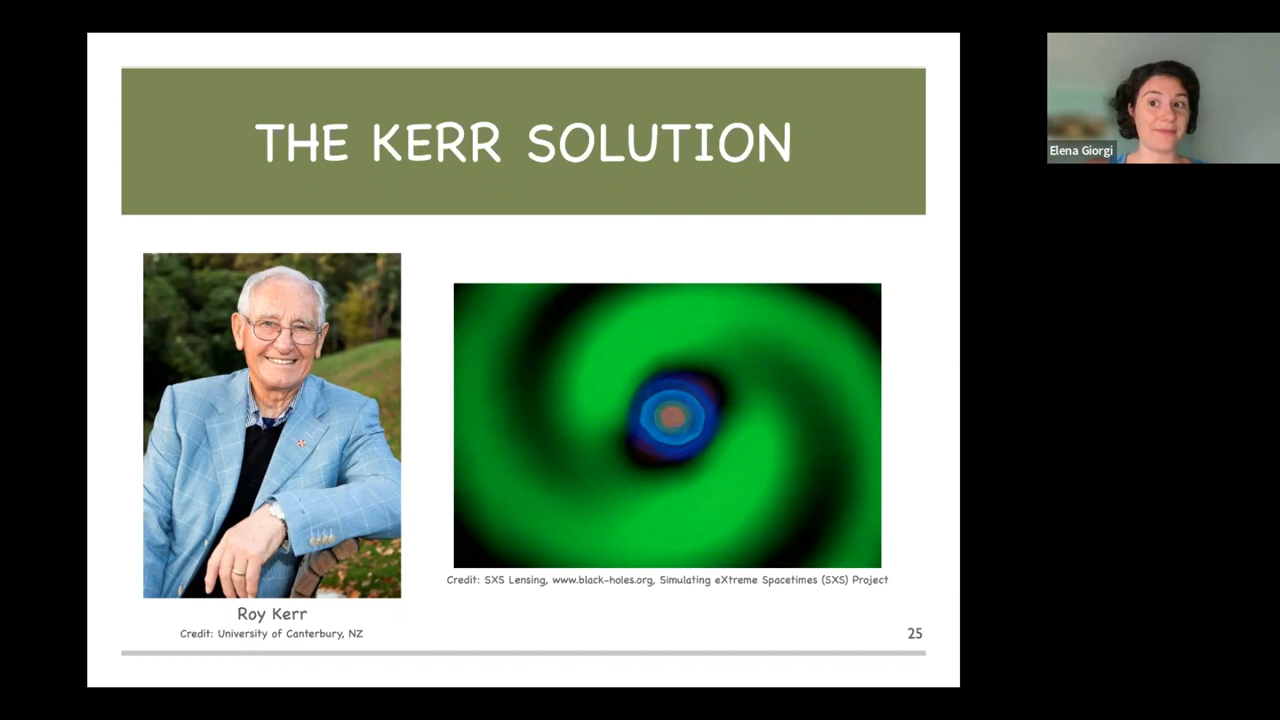 THE KERR SOLUTION
Elena Giorgi
Credit: SXS Lensing, www.black-holes.org, Simulating eXtreme Spacetimes (SXS) Project
Roy Kerr
Credit: University of Canterbury, NZ
25